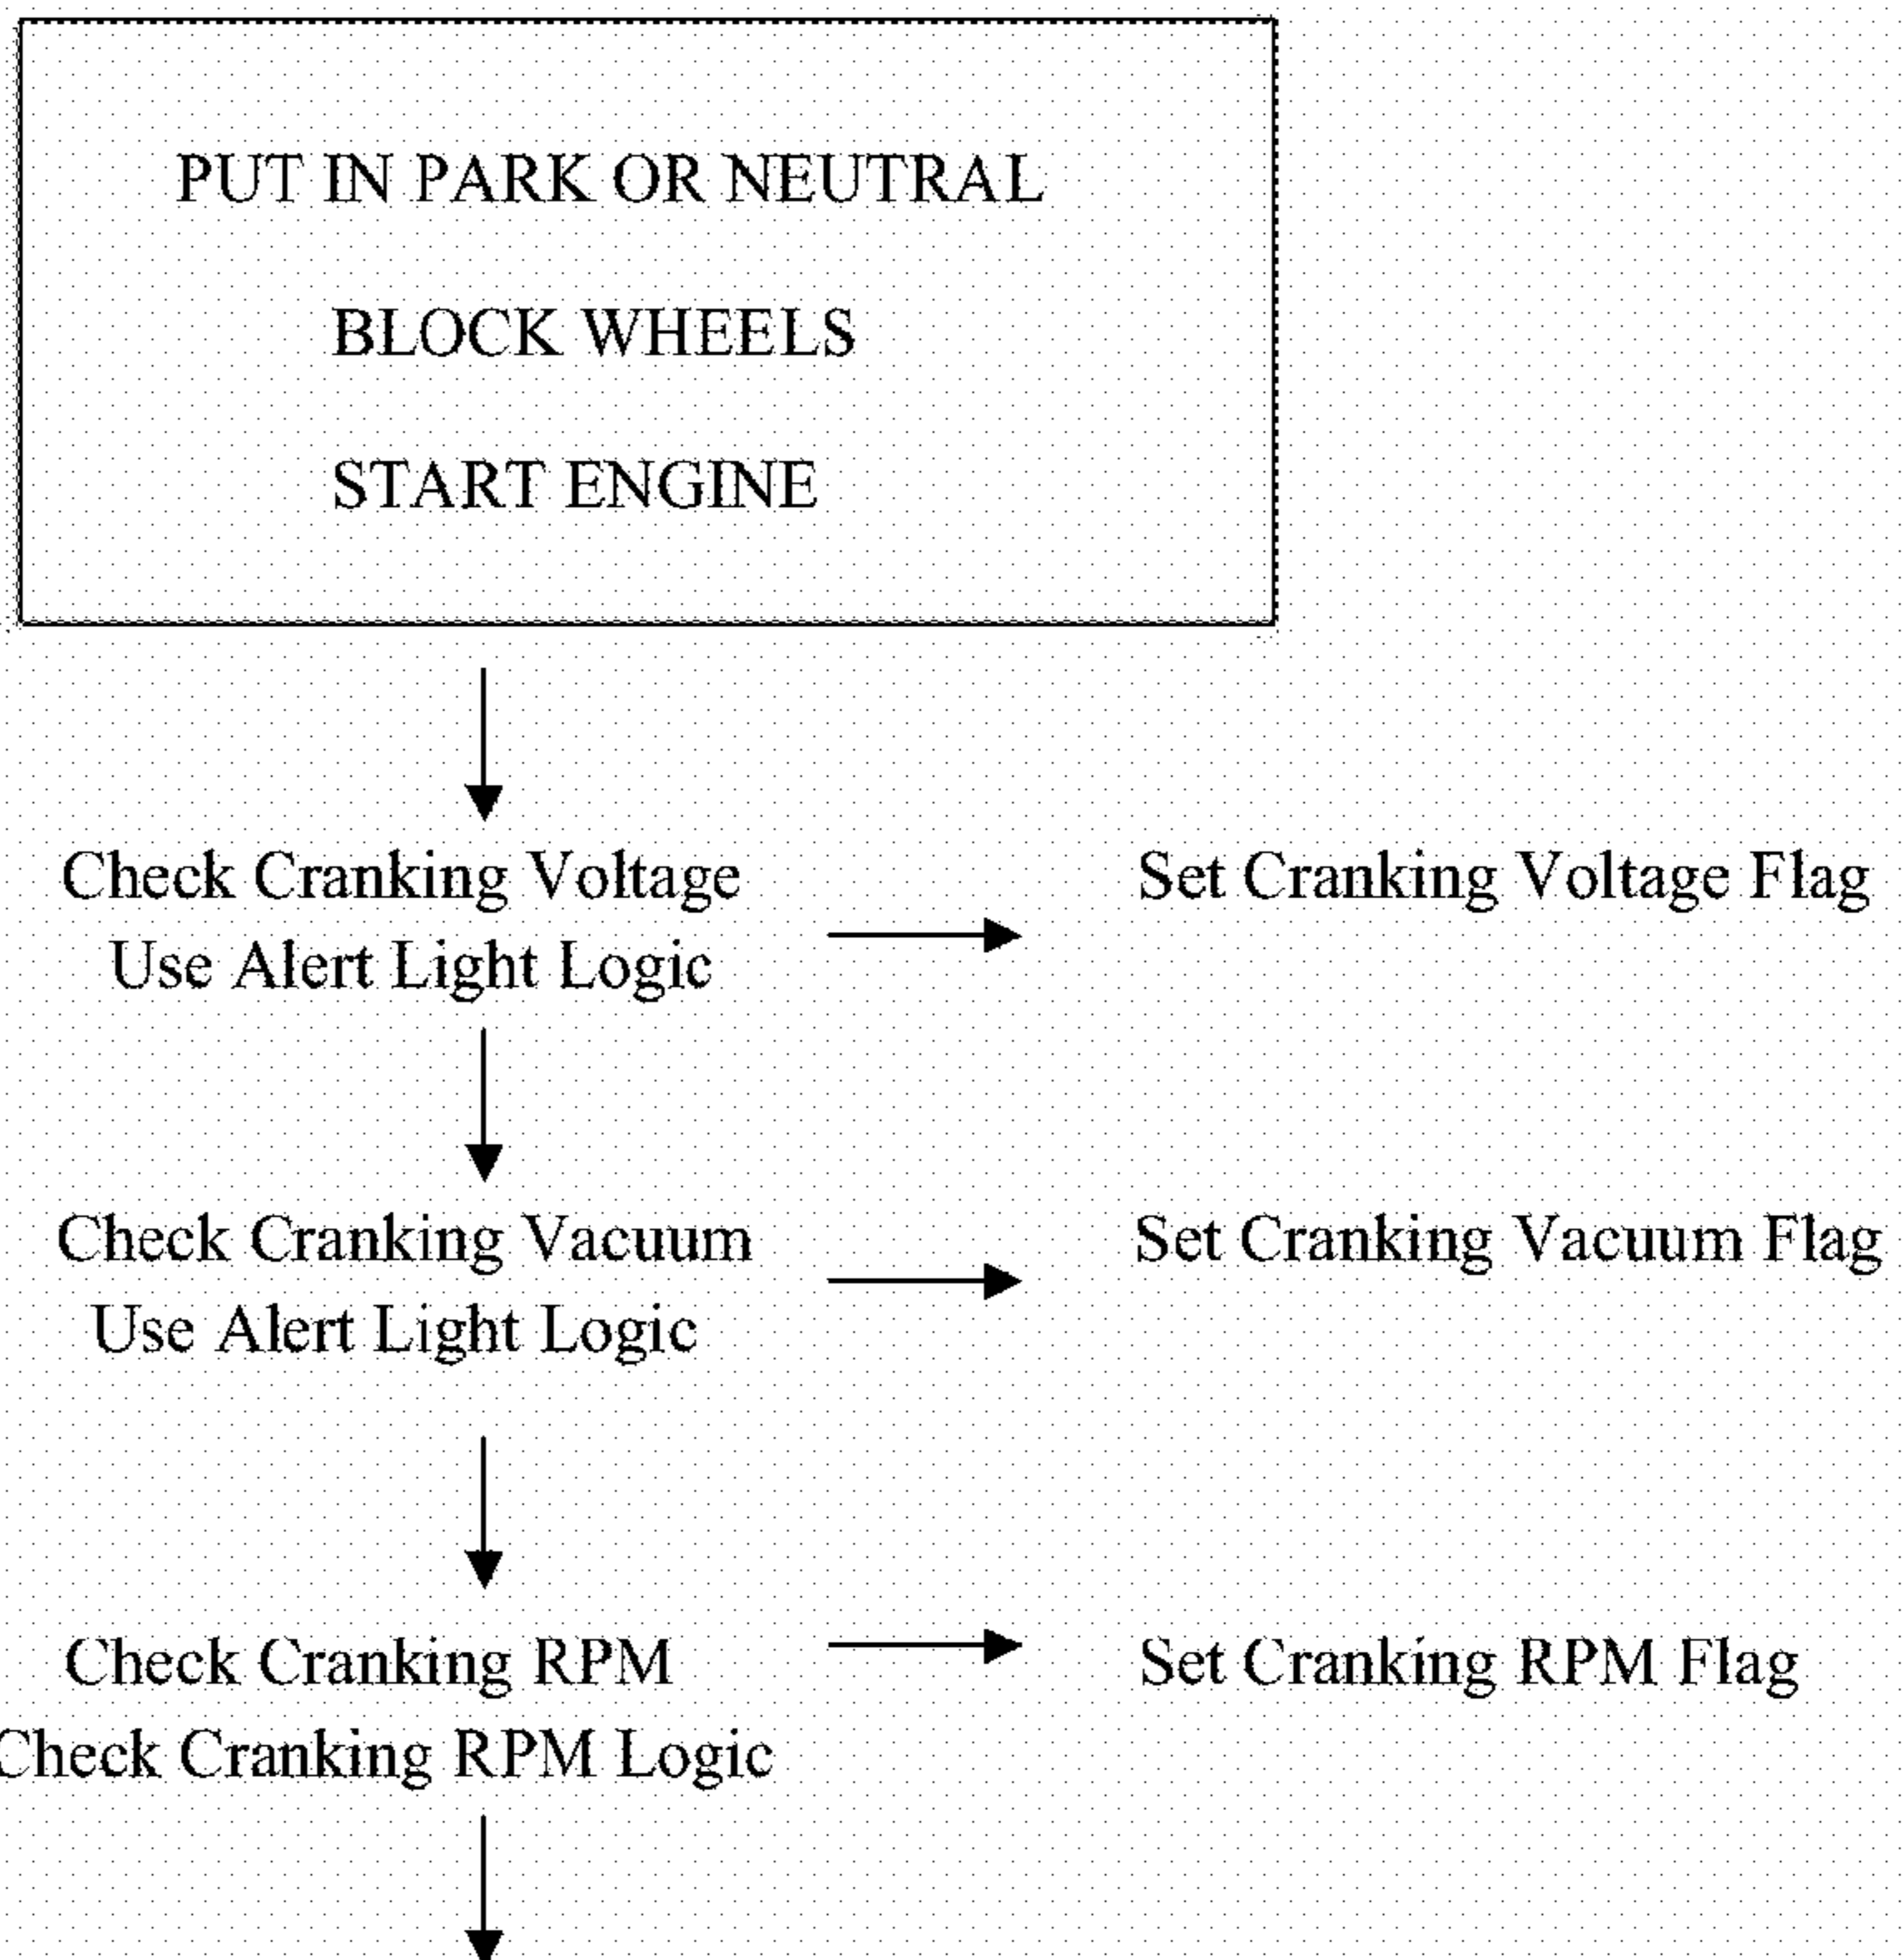 PUT IN PARK OR NEUTRAL
BLOCK WHEELS
START ENGINE
Check Cranking Voltage
Use Alert Light Logic
Set Cranking Voltage Flag
Check Cranking Vacuum
Use Alert Light Logic
Set Cranking Vacuum Flag
Check Cranking RPM
Check Cranking RPM Logic
Set Cranking RPM Flag